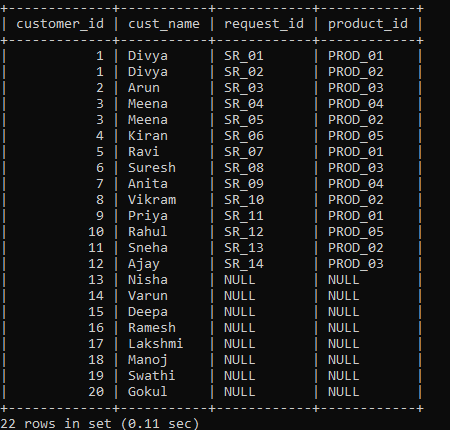 +-------------+-----------+------------+------------+
| customer_id | cust_name | request_id | product_id |
+-------------+-----------+------------+------------+
|           1 | Divya     | SR_01      | PROD_01    |
|           1 | Divya     | SR_02      | PROD_02    |
|           2 | Arun      | SR_03      | PROD_03    |
|           3 | Meena     | SR_04      | PROD_04    |
|           3 | Meena     | SR_05      | PROD_02    |
|           4 | Kiran     | SR_06      | PROD_05    |
|           5 | Ravi      | SR_07      | PROD_01    |
|           6 | Suresh    | SR_08      | PROD_03    |
|           7 | Anita     | SR_09      | PROD_04    |
|           8 | Vikram    | SR_10      | PROD_02    |
|           9 | Priya     | SR_11      | PROD_01    |
|          10 | Rahul     | SR_12      | PROD_05    |
|          11 | Sneha     | SR_13      | PROD_02    |
|          12 | Ajay      | SR_14      | PROD_03    |
|          13 | Nisha     | NULL       | NULL       |
|          14 | Varun     | NULL       | NULL       |
|          15 | Deepa     | NULL       | NULL       |
|          16 | Ramesh    | NULL       | NULL       |
|          17 | Lakshmi   | NULL       | NULL       |
|          18 | Manoj     | NULL       | NULL       |
|          19 | Swathi    | NULL       | NULL       |
|          20 | Gokul     | NULL       | NULL       |
+-------------+-----------+------------+------------+
22 rows in set (0.11 sec)